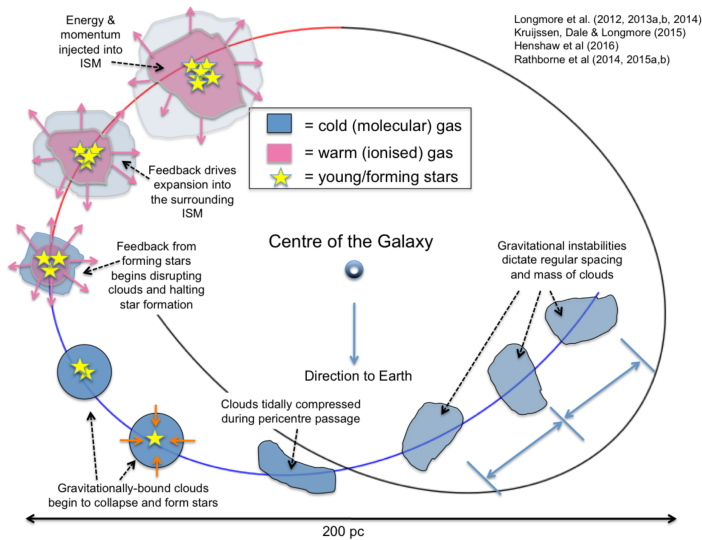 Energy &
momentum
injected into
ISM
Longmore et al. (2012, 2013a,b, 2014)
Kruijssen, Dale & Longmore (2015)
Henshaw et al (2016)
Rathborne et al (2014, 2015a,b)
= cold (molecular) gas
= warm (ionised) gas
= young/forming stars
Feedback drives
expansion into
the surrounding
ISM
Feedback from
forming stars
begins disrupting
clouds and halting
star formation
Centre of the Galaxy
Gravitational instabilities
dictate regular spacing
and mass of clouds
Direction to Earth
Clouds tidally compressed
during pericentre passage
Gravitationally-bound clouds
begin to collapse and form stars
200 pc